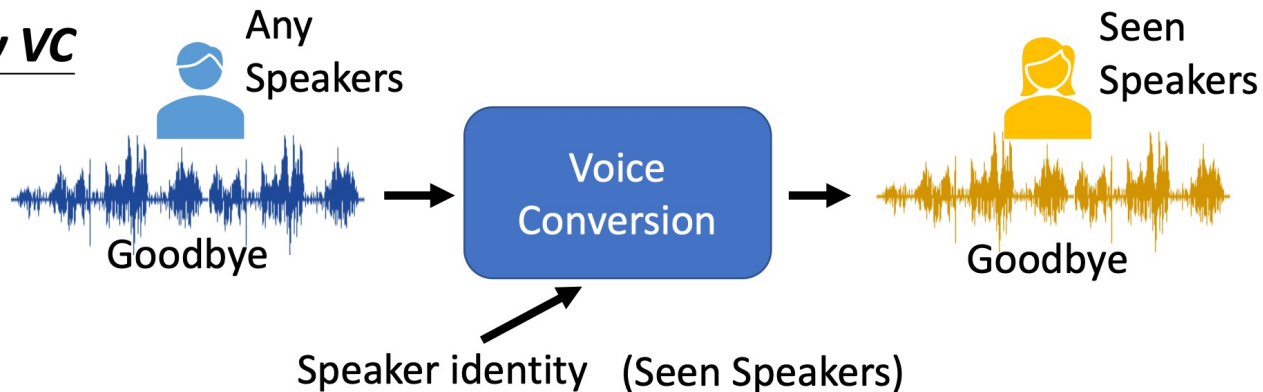 VC
Any
Speakers
Goodbye
Voice
Conversion
Speaker identity (Seen Speakers)
Seen
Speakers
Goodbye